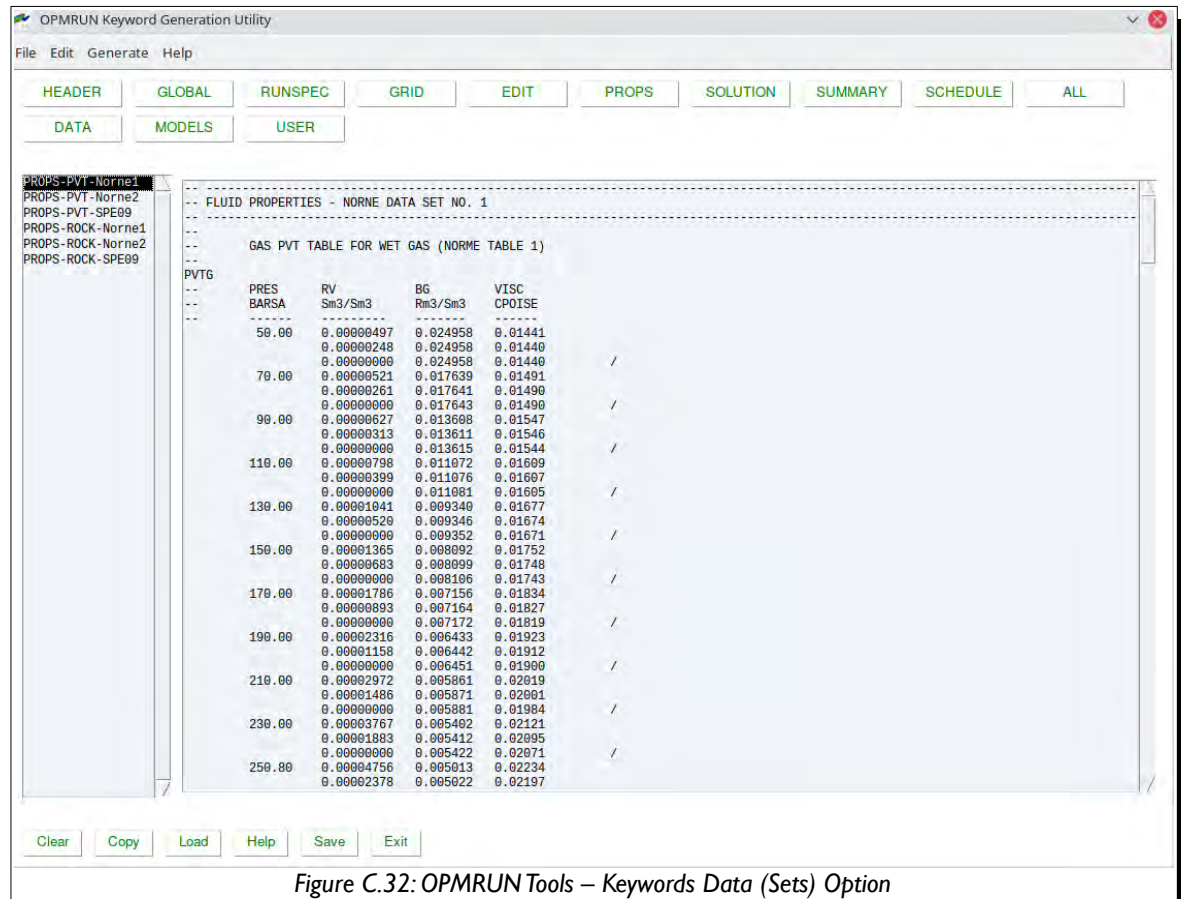 OPMRUN Keyword Generation Utility
File Edit Generate Help
HEADER GLOBAL RUNSPEC GRID EDIT PROPS SOLUTION SUMMARY SCHEDULE ALL
DATA MODELS USER
PROPS-PVT-Norne1
PROPS-PVT-Norne2
PROPS-PVT-SPE09
PROPS-ROCK-Norne1
PROPS-ROCK-Norne2
PROPS-ROCK-SPE09
-- --------------------------------------------------------------------------------
-- FLUID PROPERTIES - NORNE DATA SET NO. 1
-- --------------------------------------------------------------------------------
--
-- GAS PVT TABLE FOR WET GAS (NORME TABLE 1)
--
PVTG
-- PRES RV BG VISC
-- BARSA Sm3/Sm3 Rm3/Sm3 CPOISE
-- ------ --------- ------- ------
50.00 0.00000497 0.024958 0.01441
0.00000248 0.024958 0.01440
0.00000000 0.024958 0.01440 /
70.00 0.00000521 0.017639 0.01491
0.00000261 0.017641 0.01490
0.00000000 0.017643 0.01490 /
90.00 0.00000627 0.013608 0.01547
0.00000313 0.013611 0.01546
0.00000000 0.013615 0.01544 /
110.00 0.00000798 0.011072 0.01609
0.00000399 0.011076 0.01607
0.00000000 0.011081 0.01605 /
130.00 0.00001041 0.009340 0.01677
0.00000520 0.009346 0.01674
0.00000000 0.009352 0.01671 /
150.00 0.00001365 0.008092 0.01752
0.00000683 0.008099 0.01748
0.00000000 0.008106 0.01743 /
170.00 0.00001786 0.007156 0.01834
0.00000893 0.007164 0.01827
0.00000000 0.007172 0.01819 /
190.00 0.00002316 0.006433 0.01923
0.00001158 0.006442 0.01912
0.00000000 0.006451 0.01900 /
210.00 0.00002972 0.005861 0.02019
0.00001486 0.005871 0.02001
0.00000000 0.005881 0.01984 /
230.00 0.00003767 0.005402 0.02121
0.00001883 0.005412 0.02095
0.00000000 0.005422 0.02071 /
250.80 0.00004756 0.005013 0.02234
0.00002378 0.005022 0.02197
Clear Copy Load Help Save Exit
Figure C.32: OPMRUN Tools – Keywords Data (Sets) Option